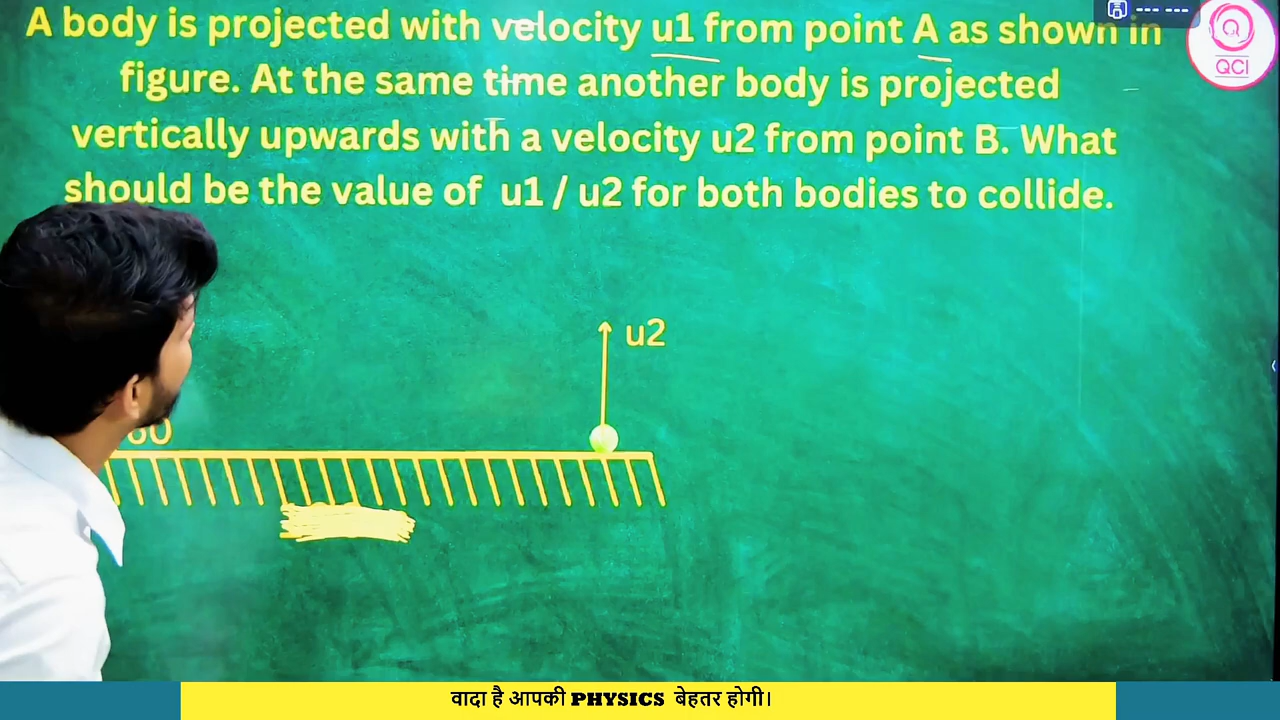 A body is projected with velocity u1 from point A as shown in
figure. At the same time another body is projected
vertically upwards with a velocity u2 from point B. What
should be the value of u1 / u2 for both bodies to collide.
QCI
u2
60
वादा है आपकी PHYSICS बेहतर होगी।